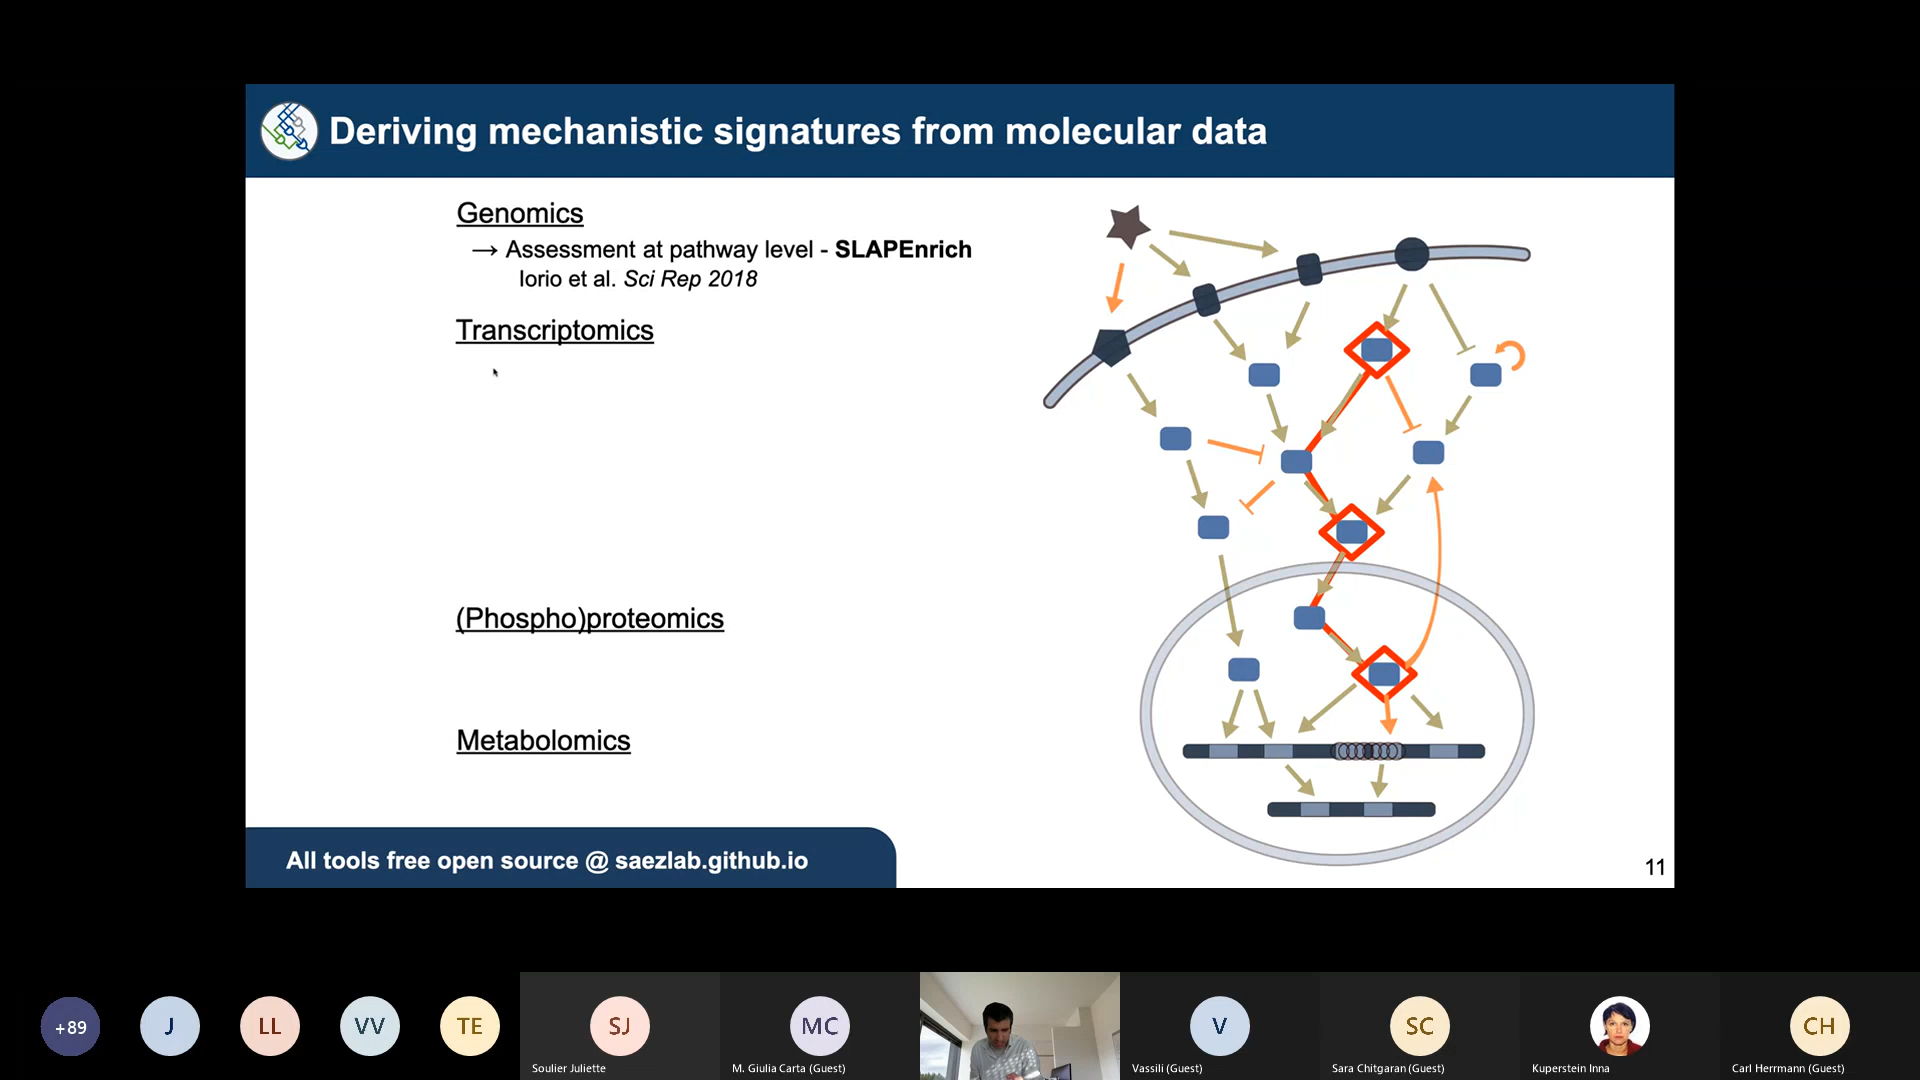 Deriving mechanistic signatures from molecular data
Genomics
→ Assessment at pathway level - SLAPEnrich
Iorio et al. Sci Rep 2018
Transcriptomics
(Phospho)proteomics
Metabolomics
All tools free open source @ saezlab.github.io
11
+89
J
LL
VV
TE
SJ
MC
V
SC
CH
Soulier Juliette
M. Giulia Carta (Guest)
Vassili (Guest)
Sara Chitgaran (Guest)
Kuperstein Inna
Carl Herrmann (Guest)